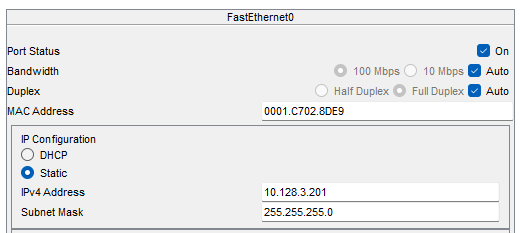 FastEthernet0
Port Status On
Bandwidth 100 Mbps 10 Mbps Auto
Duplex Half Duplex Full Duplex Auto
MAC Address 0001.C702.8DE9
IP Configuration
DHCP
Static
IPv4 Address 10.128.3.201
Subnet Mask 255.255.255.0